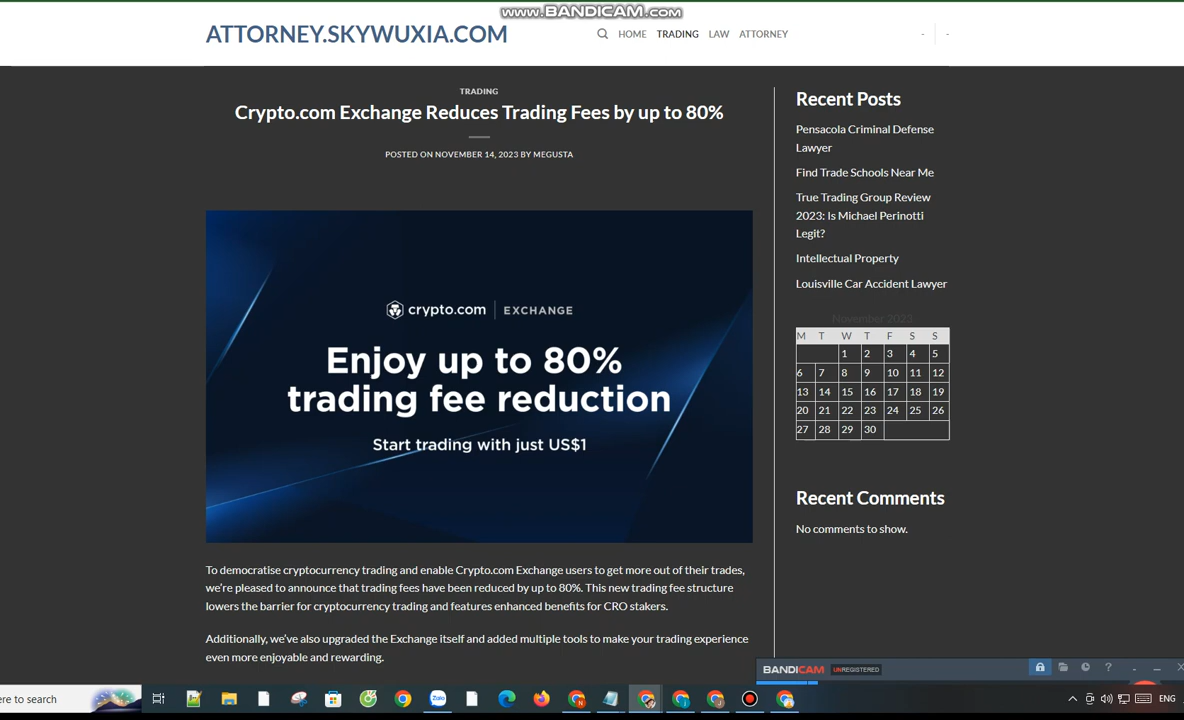 WWW.BANDICAM.COM
ATTORNEY.SKYWUXIA.COM
HOME TRADING LAW ATTORNEY - -
TRADING
Crypto.com Exchange Reduces Trading Fees by up to 80%
POSTED ON NOVEMBER 14, 2023 BY MEGUSTA
crypto.com | EXCHANGE
Enjoy up to 80%
trading fee reduction
Start trading with just US$1
To democratise cryptocurrency trading and enable Crypto.com Exchange users to get more out of their trades,
we're pleased to announce that trading fees have been reduced by up to 80%. This new trading fee structure
lowers the barrier for cryptocurrency trading and features enhanced benefits for CRO stakers.
Additionally, we've also upgraded the Exchange itself and added multiple tools to make your trading experience
even more enjoyable and rewarding.
Recent Posts
Pensacola Criminal Defense
Lawyer
Find Trade Schools Near Me
True Trading Group Review
2023: Is Michael Perinotti
Legit?
Intellectual Property
Louisville Car Accident Lawyer
November 2023
M T W T F S S
1 2 3 4 5
6 7 8 9 10 11 12
13 14 15 16 17 18 19
20 21 22 23 24 25 26
27 28 29 30
Recent Comments
No comments to show.
BANDICAM UNREGISTERED
ere to search
Zalo
ENG